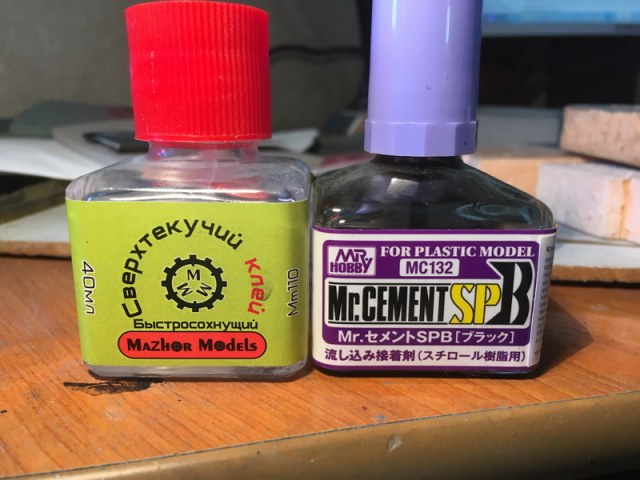 Сверхтекучий клей
40мл
Mm110
M M M
Быстросохнущий
MAZHOR MODELS
MR HOBBY
FOR PLASTIC MODEL
MC132
Mr.CEMENT SPB
Mr.セメントSPB[ブラック]
流し込み接着剤(スチロール樹脂用)